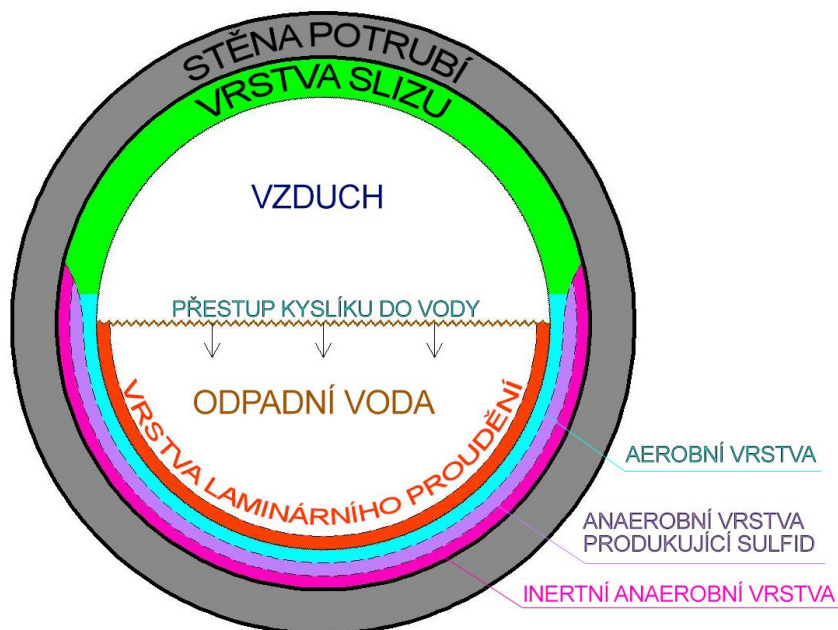 STĚNA POTRUBÍ
VRSTVA SLIZU
VZDUCH
PŘESTUP KYSLÍKU DO VODY
ODPADNÍ VODA
VRSTVA LAMINÁRNÍHO PROUDĚNÍ
AEROBNÍ VRSTVA
ANAEROBNÍ VRSTVA
PRODUKUJÍCÍ SULFID
INERTNÍ ANAEROBNÍ VRSTVA